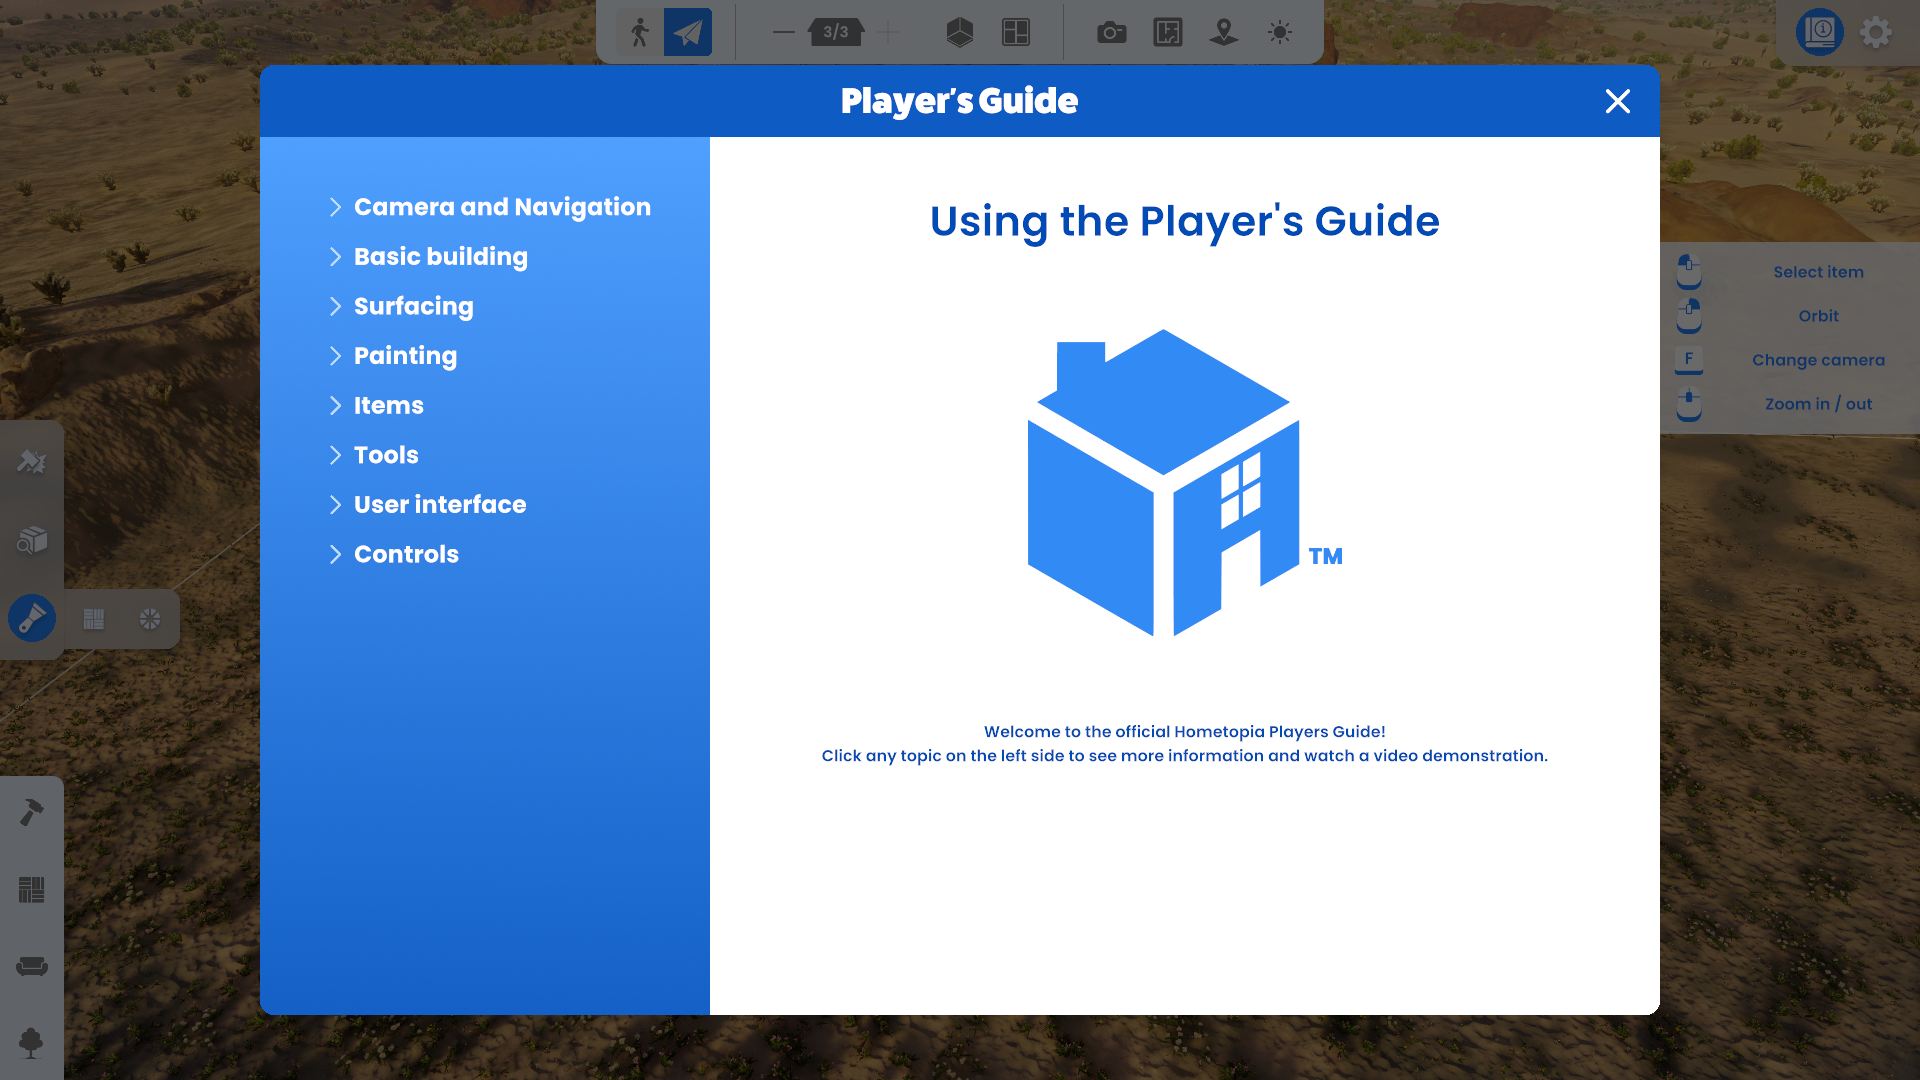 3/3
Player's Guide
Camera and Navigation
Basic building
Surfacing
Painting
Items
Tools
User interface
Controls
Using the Player's Guide
TM
Welcome to the official Hometopia Players Guide!
Click any topic on the left side to see more information and watch a video demonstration.
Select item
Orbit
F
Change camera
Zoom in / out